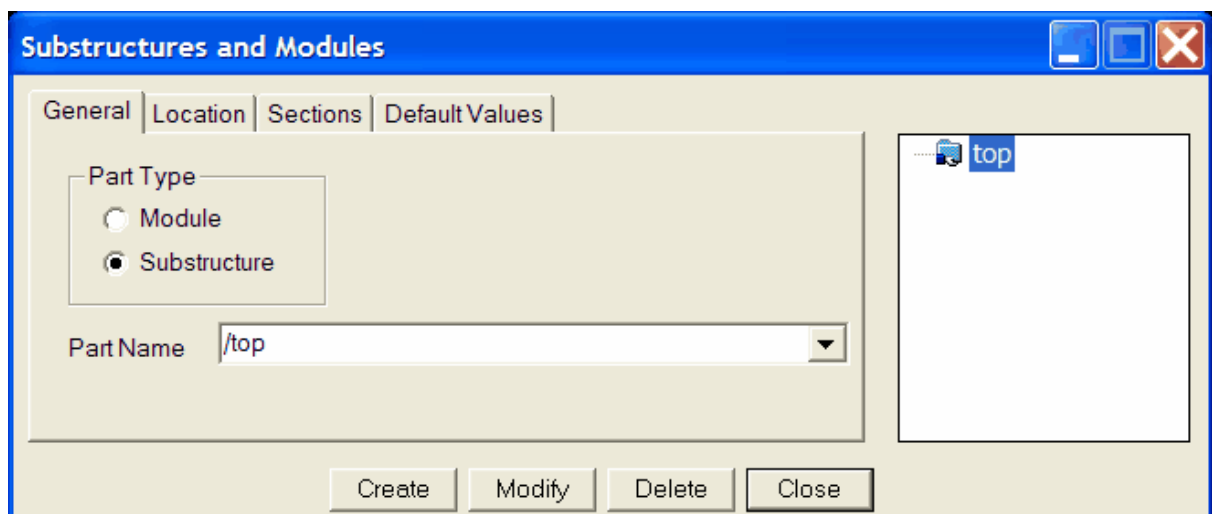 Substructures and Modules
General Location Sections Default Values
top
Part Type
Module
Substructure
Part Name /top
Create Modify Delete Close